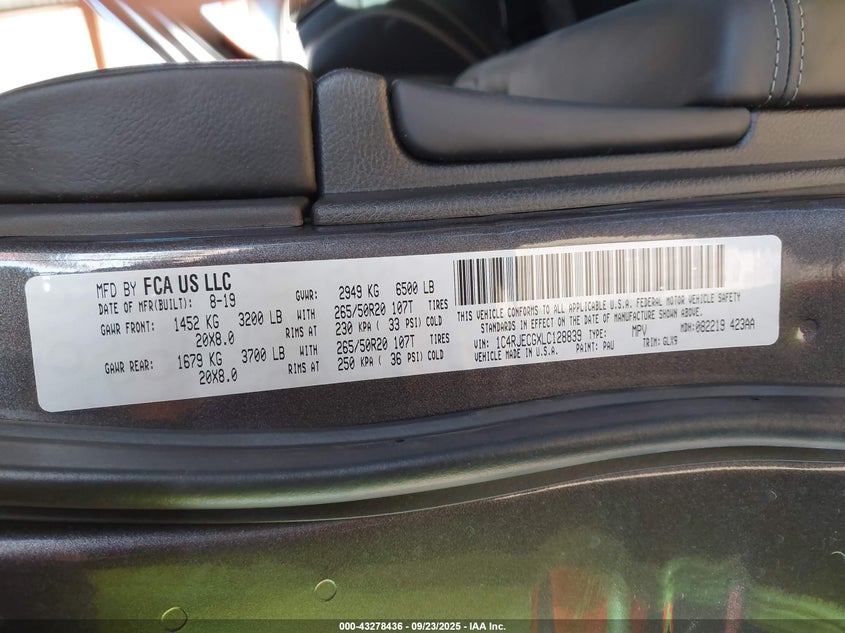 MFD BY FCA US LLC
DATE OF MFR(BUILT): 8-19 GVWR: 2949 KG 6500 LB
GAWR FRONT: 1452 KG 3200 LB WITH 265/50R20 107T TIRES
20X8.0 RIMS AT 230 KPA ( 33 PSI) COLD
GAWR REAR: 1679 KG 3700 LB WITH 265/50R20 107T TIRES
20X8.0 RIMS AT 250 KPA ( 36 PSI) COLD
THIS VEHICLE CONFORMS TO ALL APPLICABLE U.S.A. FEDERAL MOTOR VEHICLE SAFETY
STANDARDS IN EFFECT ON THE DATE OF MANUFACTURE SHOWN ABOVE.
VIN: 1C4RJECGXLC128839 TYPE: MPV MDH: 082219 423AA
MADE IN U.S.A. PAINT: PAU TRIM: GLX9
000-43278436 - 09/23/2025 - IAA Inc.